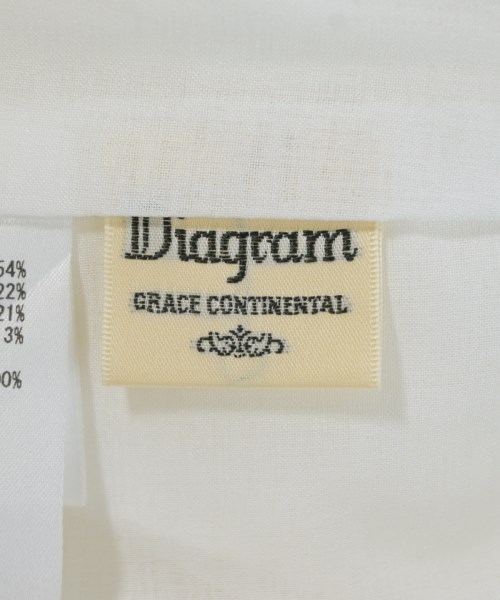 Diagram
GRACE CONTINENTAL
54%
22%
21%
3%
00%